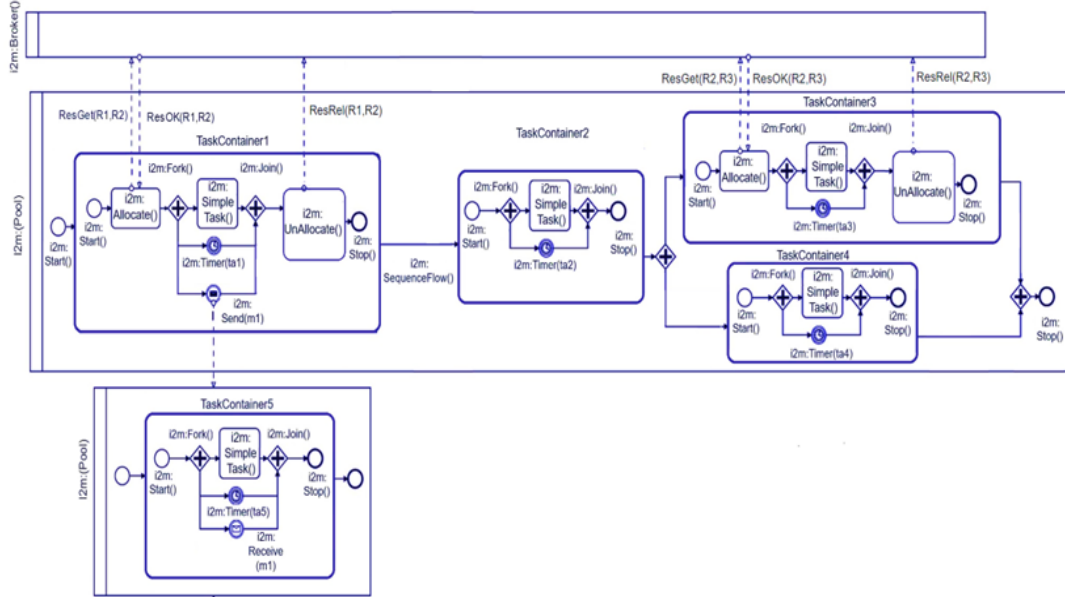 i2m:Broker()
ResGet(R1,R2)
ResOK(R1,R2)
ResRel(R1,R2)
ResGet(R2,R3)
ResOK(R2,R3)
ResRel(R2,R3)
i2m:(Pool)
TaskContainer1
i2m:
Start()
i2m:
Start()
i2m:
Allocate()
i2m:Fork()
i2m:
Simple
Task()
i2m:Join()
i2m:
UnAllocate()
i2m:
Stop()
i2m:Timer(ta1)
i2m:
Send(m1)
i2m:
SequenceFlow()
TaskContainer2
i2m:Fork()
i2m:
Simple
Task()
i2m:Join()
i2m:
Start()
i2m:
Stop()
i2m:Timer(ta2)
TaskContainer3
i2m:Fork()
i2m:Join()
i2m:
Start()
i2m:
Allocate()
i2m:
Simple
Task()
i2m:
UnAllocate()
i2m:
Stop()
i2m:Timer(ta3)
TaskContainer4
i2m:Fork()
i2m:
Simple
Task()
i2m:Join()
i2m:
Start()
i2m:
Stop()
i2m:Timer(ta4)
i2m:
Stop()
i2m:(Pool)
TaskContainer5
i2m:Fork()
i2m:
Simple
Task()
i2m:Join()
i2m:
Start()
i2m:
Stop()
i2m:Timer(ta5)
i2m:
Receive
(m1)